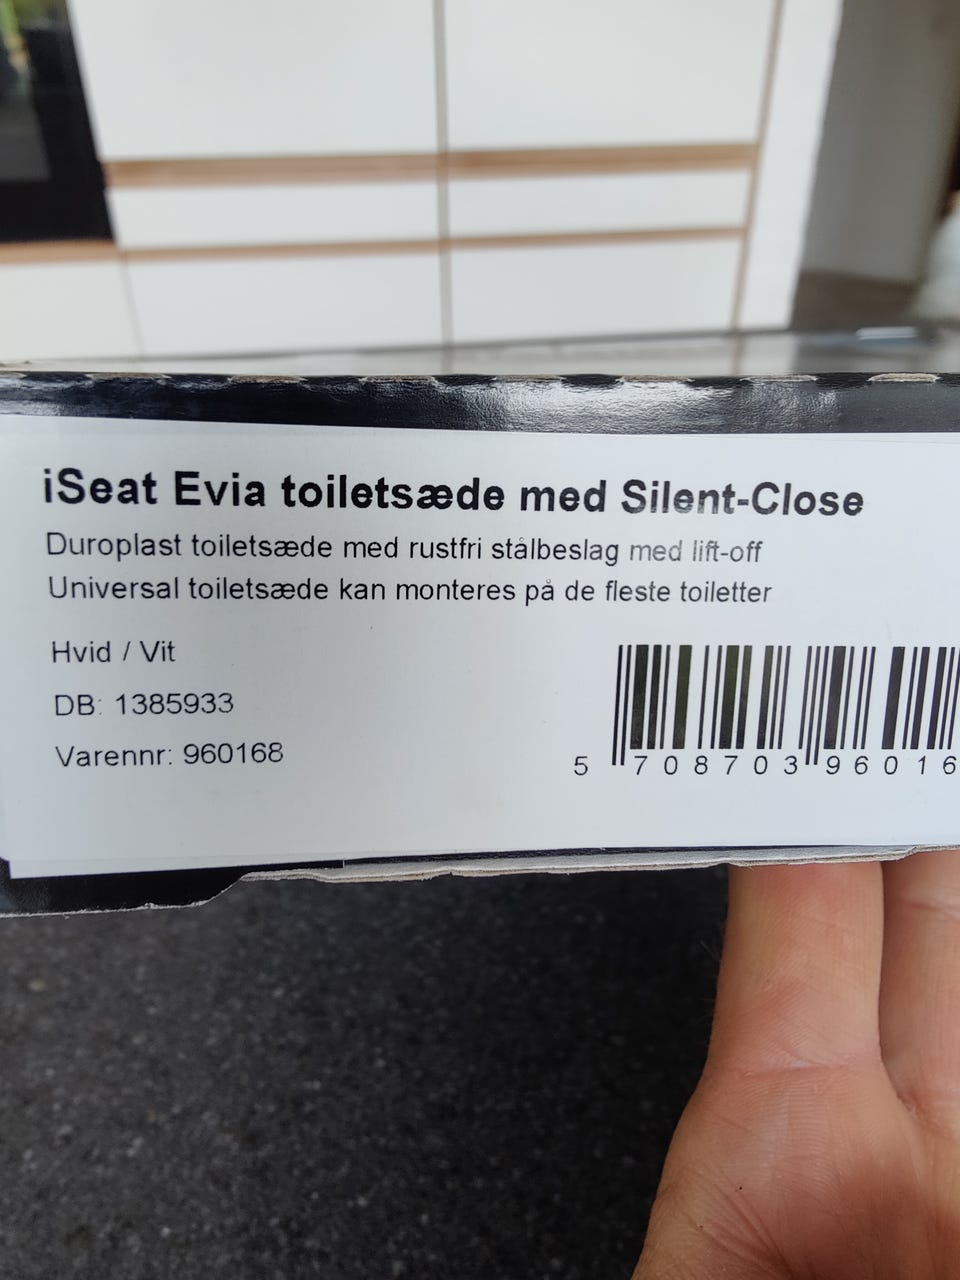 iSeat Evia toiletsæde med Silent-Close
Duroplast toiletsæde med rustfri stålbeslag med lift-off
Universal toiletsæde kan monteres på de fleste toiletter
Hvid / Vit
DB: 1385933
Varennr: 960168
5 708703 96016